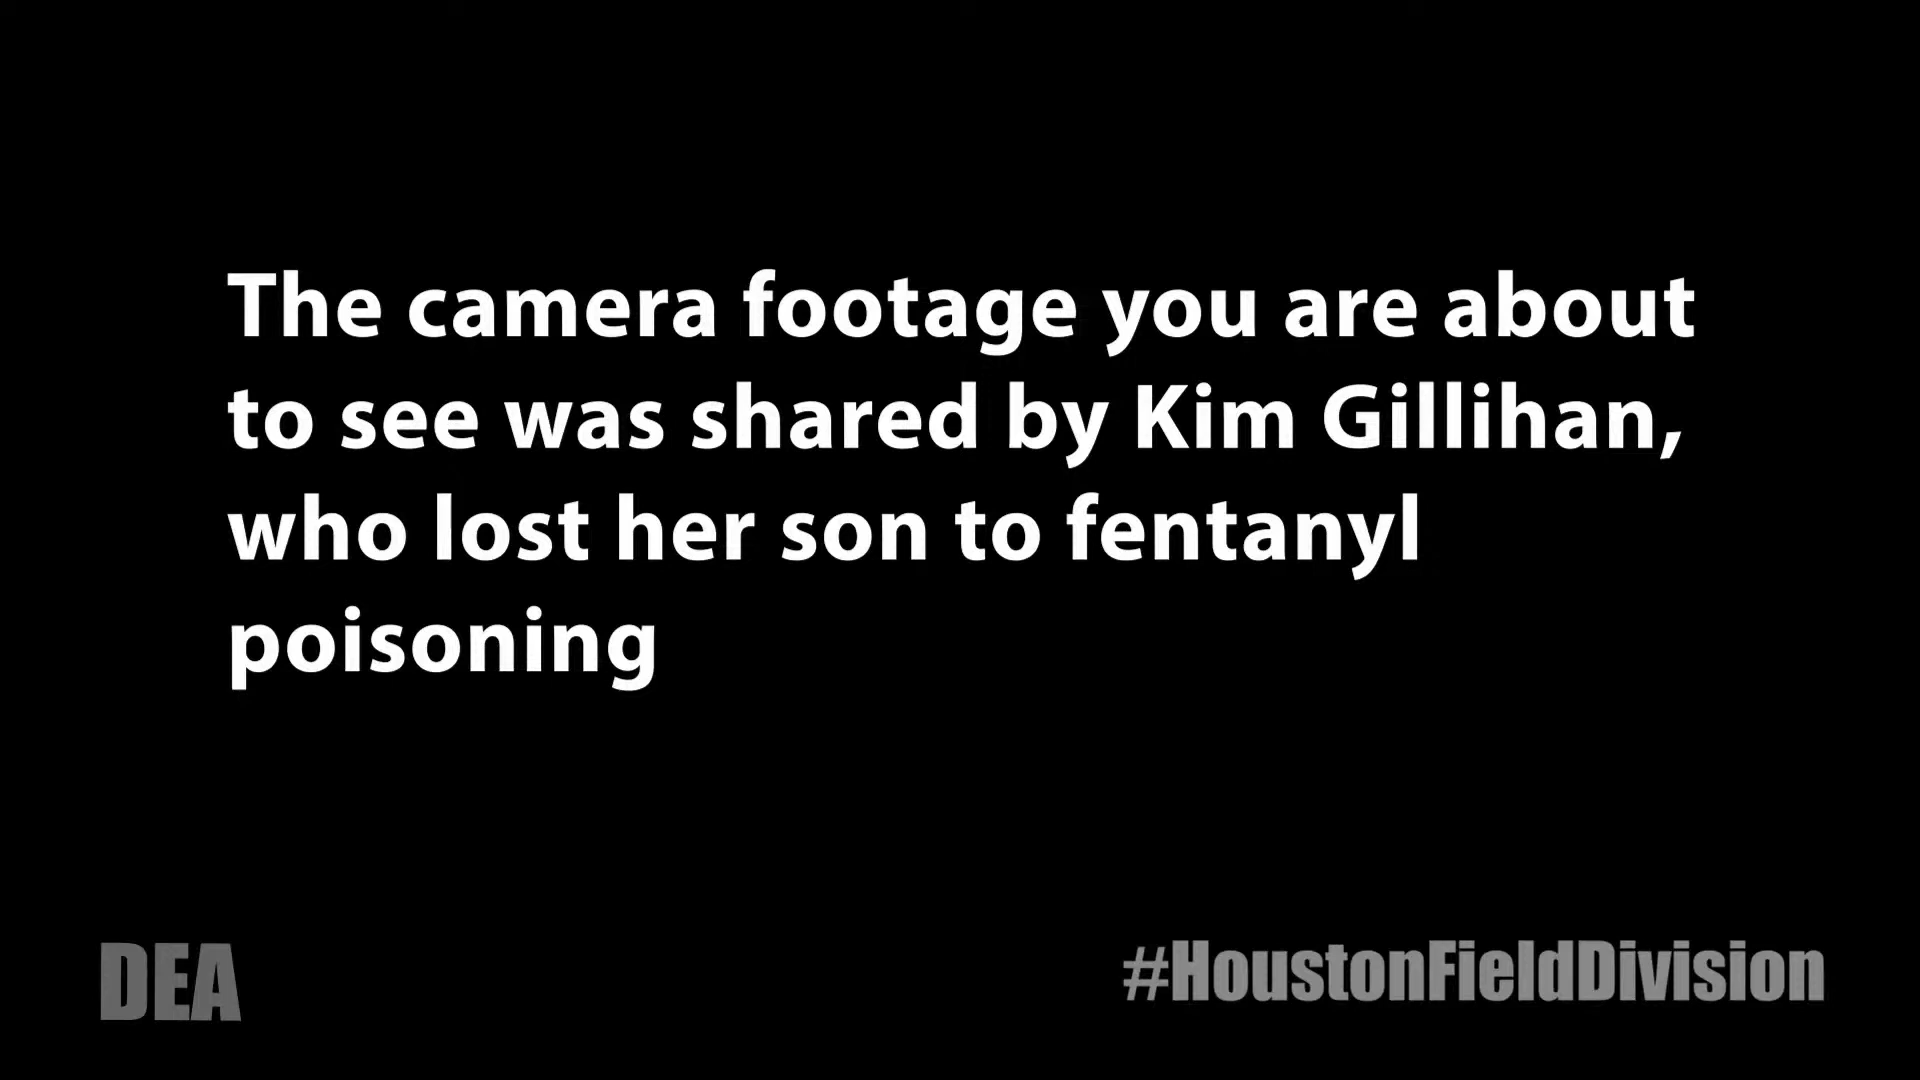 The camera footage you are about
to see was shared by Kim Gillihan,
who lost her son to fentanyl
poisoning
DEA
#HoustonFieldDivision